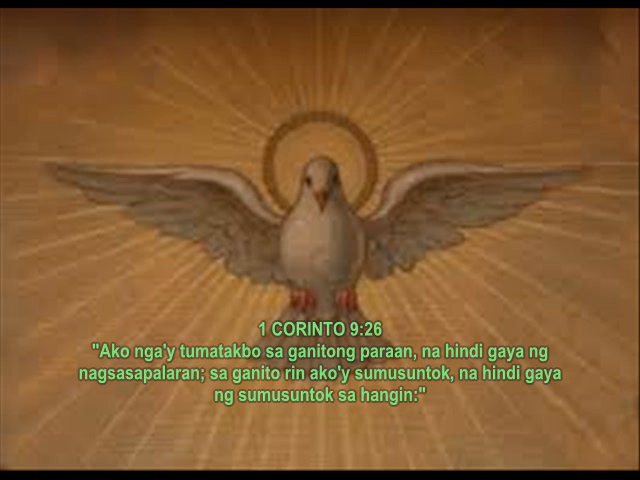 1 CORINTO 9:26
"Ako nga'y tumatakbo sa ganitong paraan, na hindi gaya ng
nagsasapalaran; sa ganito rin ako'y sumusuntok, na hindi gaya
ng sumusuntok sa hangin:"